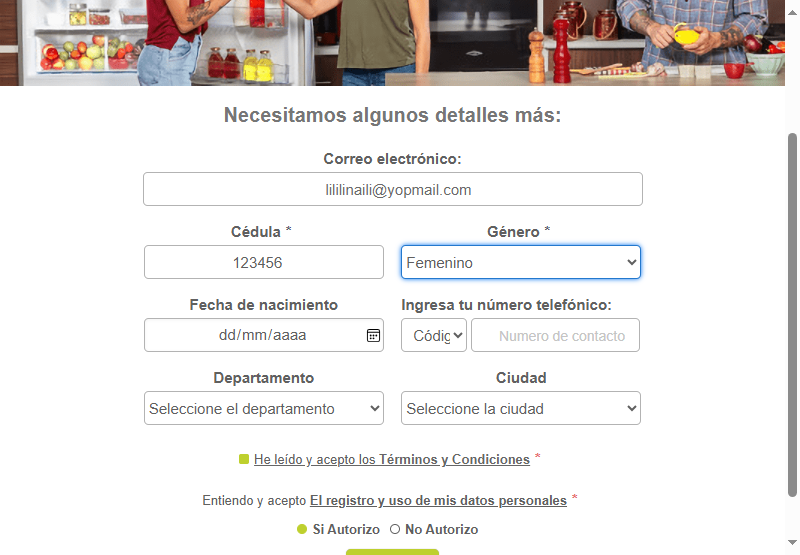 Necesitamos algunos detalles más:
Correo electrónico:
lililinaili@yopmail.com
Cédula * Género *
123456 Femenino
Fecha de nacimiento Ingresa tu número telefónico:
dd/mm/aaaa Códig Numero de contacto
Departamento Ciudad
Seleccione el departamento Seleccione la ciudad
He leído y acepto los Términos y Condiciones *
Entiendo y acepto El registro y uso de mis datos personales *
Si Autorizo No Autorizo